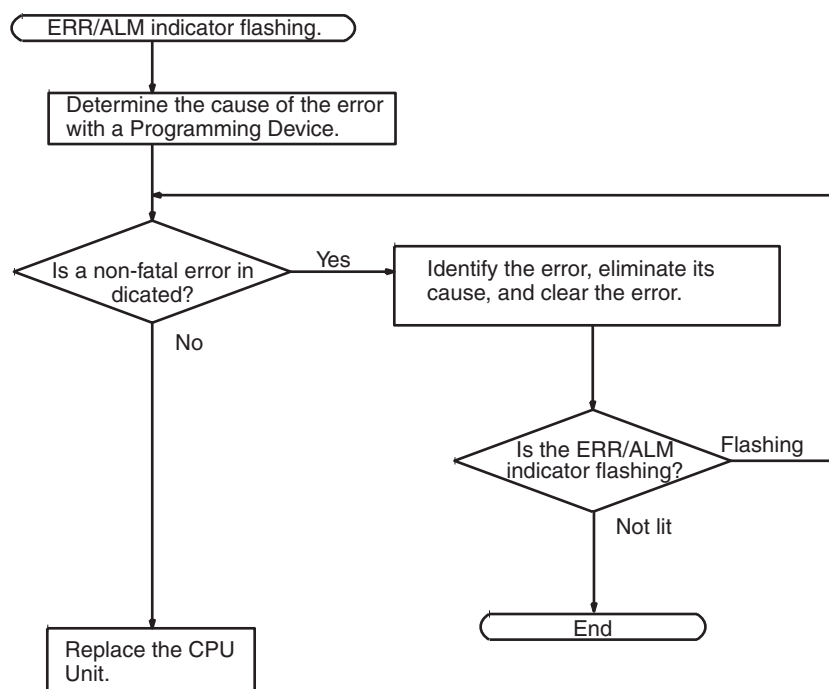 ERR/ALM indicator flashing.
Determine the cause of the error
with a Programming Device.
Is a non-fatal error in
dicated?
Yes
No
Identify the error, eliminate its
cause, and clear the error.
Is the ERR/ALM
indicator flashing?
Flashing
Not lit
End
Replace the CPU
Unit.